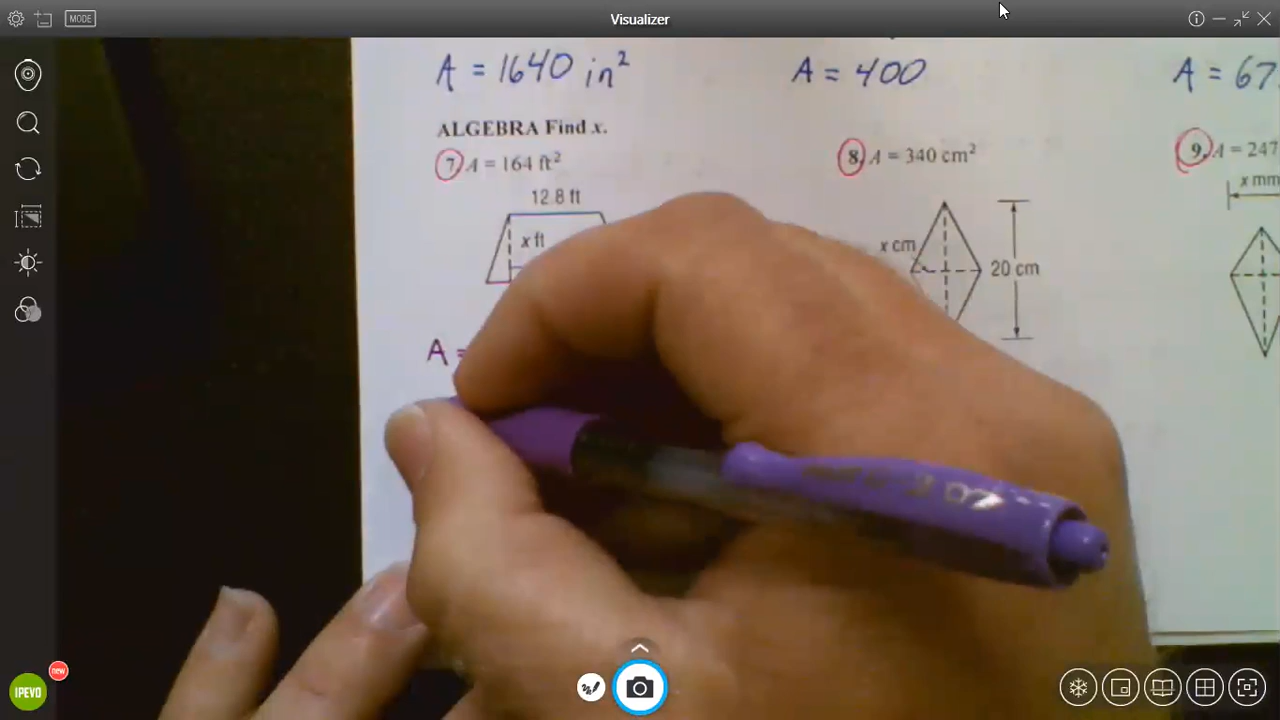 MODE
Visualizer
A = 1640 in²
A = 400
A = 67
ALGEBRA Find x.
7. A = 164 ft²
8. A = 340 cm²
9. A = 247
12.8 ft
x ft
x cm
20 cm
x mm
A =
new
IPEVO